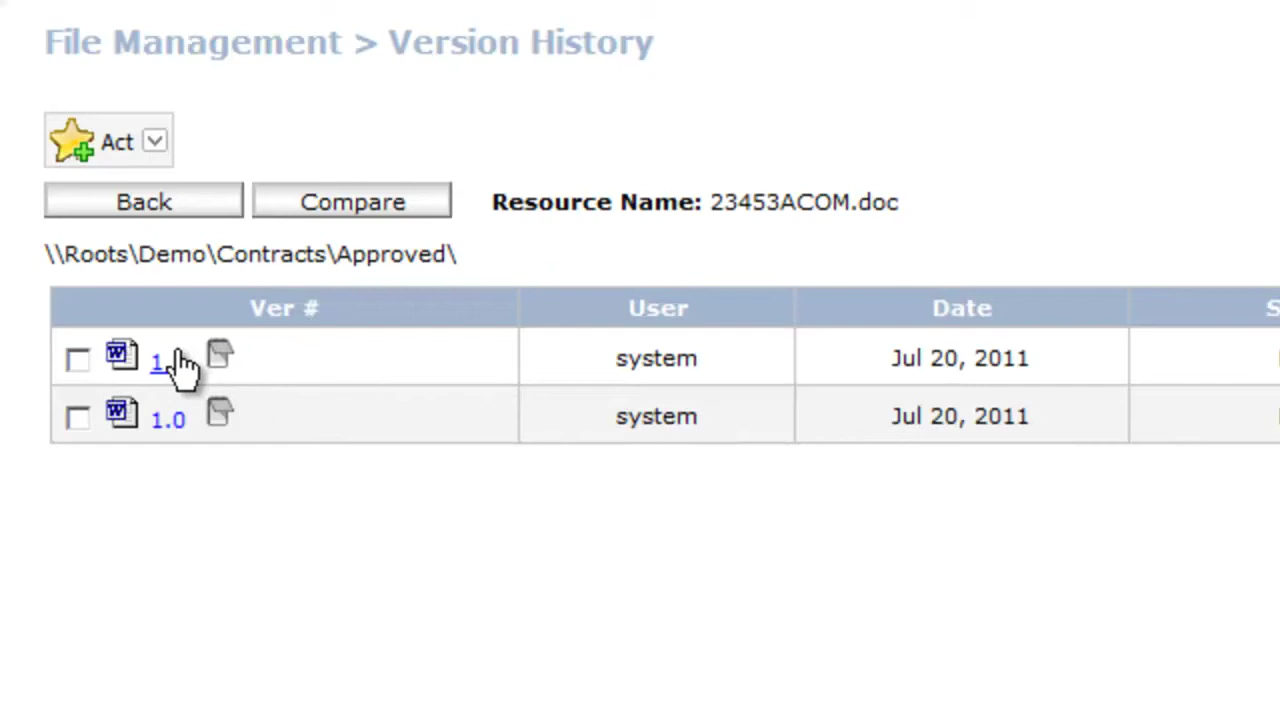 File Management > Version History
Act
Back Compare Resource Name: 23453ACOM.doc
\\Roots\Demo\Contracts\Approved\
Ver # User Date
system Jul 20, 2011
1.0 system Jul 20, 2011